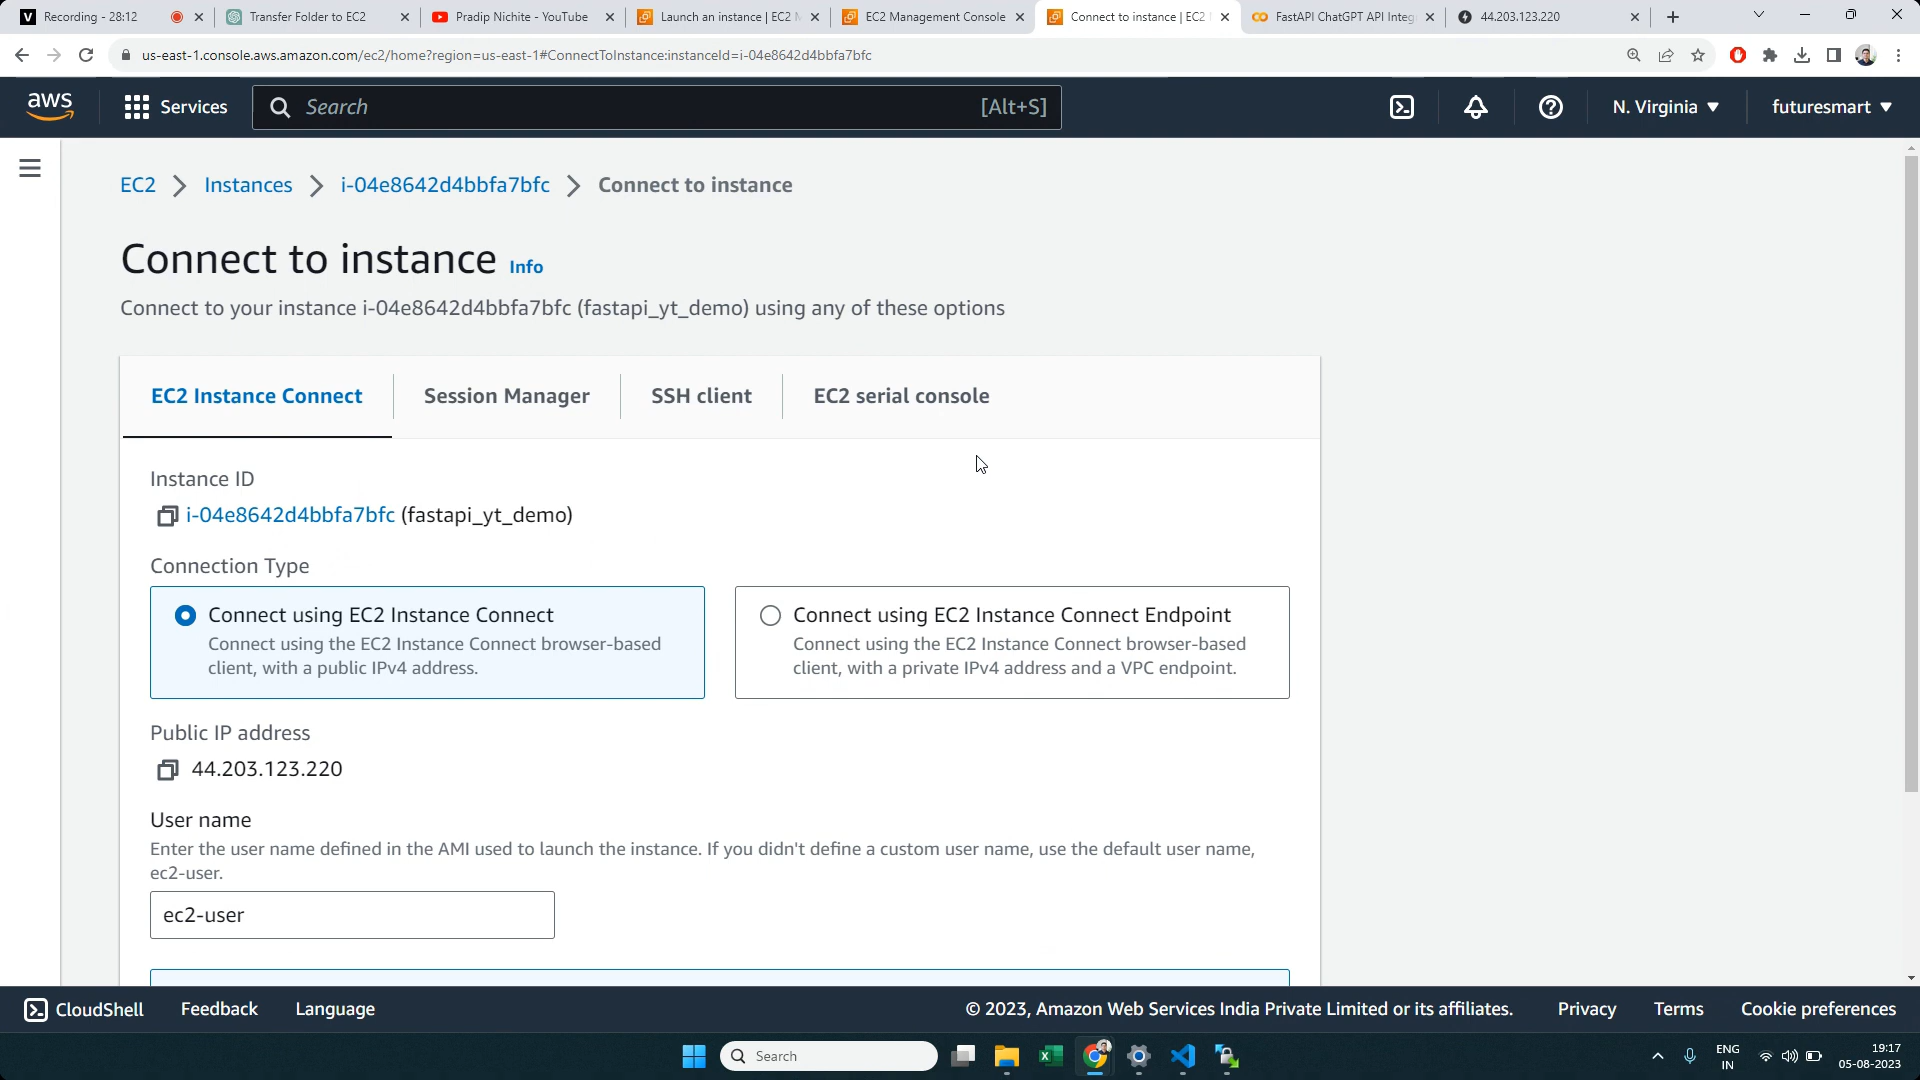 Recording - 28:12
Transfer Folder to EC2
Pradip Nichite - YouTube
Launch an instance | EC2 M
EC2 Management Console
Connect to instance | EC2
FastAPI ChatGPT API Integ
44.203.123.220
us-east-1.console.aws.amazon.com/ec2/home?region=us-east-1#ConnectToInstance:instanceId=i-04e8642d4bbfa7bfc
aws
Services
Search
[Alt+S]
N. Virginia
futuresmart
EC2
Instances
i-04e8642d4bbfa7bfc
Connect to instance
Connect to instance Info
Connect to your instance i-04e8642d4bbfa7bfc (fastapi_yt_demo) using any of these options
EC2 Instance Connect
Session Manager
SSH client
EC2 serial console
Instance ID
i-04e8642d4bbfa7bfc (fastapi_yt_demo)
Connection Type
Connect using EC2 Instance Connect
Connect using the EC2 Instance Connect browser-based
client, with a public IPv4 address.
Connect using EC2 Instance Connect Endpoint
Connect using the EC2 Instance Connect browser-based
client, with a private IPv4 address and a VPC endpoint.
Public IP address
44.203.123.220
User name
Enter the user name defined in the AMI used to launch the instance. If you didn't define a custom user name, use the default user name,
ec2-user.
ec2-user
CloudShell
Feedback
Language
© 2023, Amazon Web Services India Private Limited or its affiliates.
Privacy
Terms
Cookie preferences
Search
ENG
IN
19:17
05-08-2023